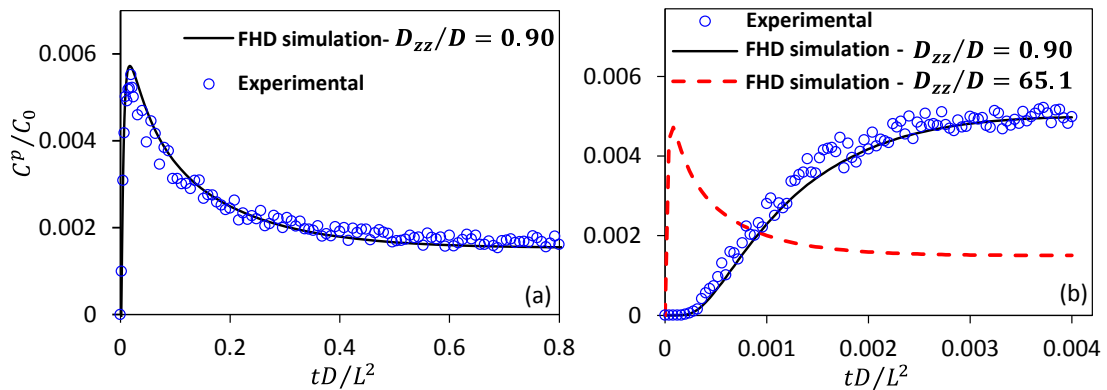 FHD simulation- D_zz/D = 0.90
Experimental
0.006
0.004
0.002
0
C^p/C_0
0
0.2
0.4
0.6
0.8
tD/L^2
(a)
Experimental
FHD simulation - D_zz/D = 0.90
FHD simulation - D_zz/D = 65.1
0.006
0.004
0.002
0
0
0.001
0.002
0.003
0.004
tD/L^2
(b)